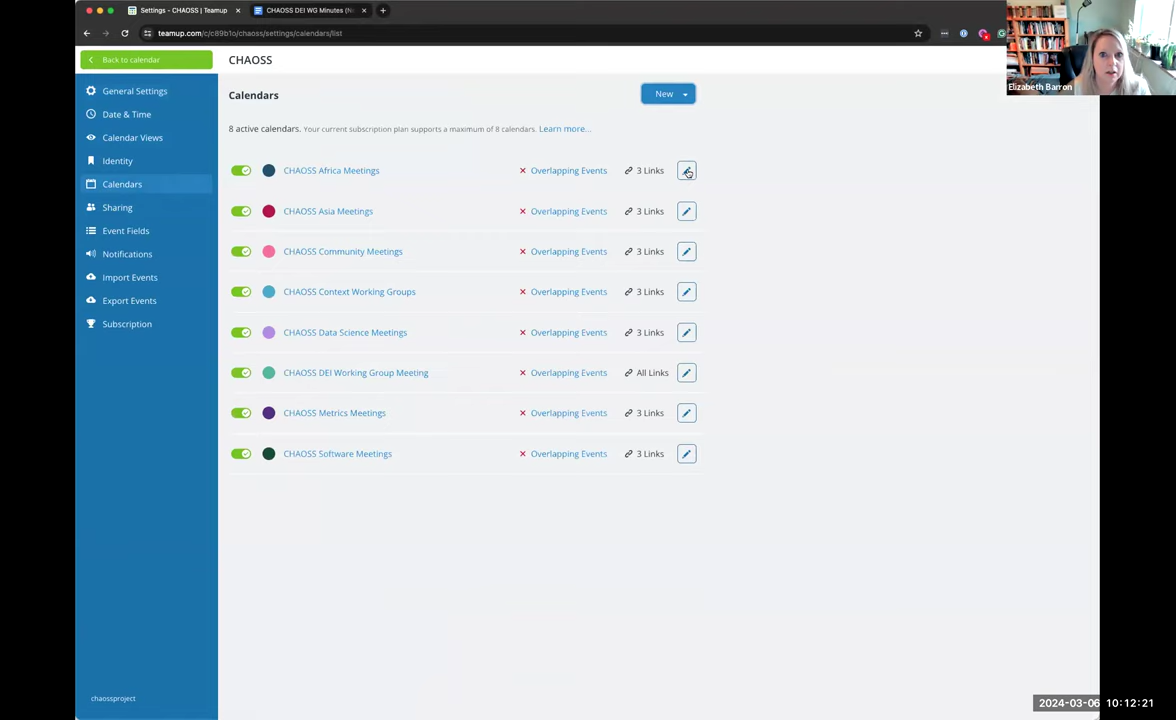 Settings - CHAOSS | Teamup
CHAOSS DEI WG Minutes (N
teamup.com/c/c89b1o/chaoss/settings/calendars/list
Back to calendar
CHAOSS
Elizabeth Barron
General Settings
Date & Time
Calendar Views
Identity
Calendars
Sharing
Event Fields
Notifications
Import Events
Export Events
Subscription
chaossproject
Calendars
New
8 active calendars. Your current subscription plan supports a maximum of 8 calendars. Learn more...
CHAOSS Africa Meetings Overlapping Events 3 Links
CHAOSS Asia Meetings Overlapping Events 3 Links
CHAOSS Community Meetings Overlapping Events 3 Links
CHAOSS Context Working Groups Overlapping Events 3 Links
CHAOSS Data Science Meetings Overlapping Events 3 Links
CHAOSS DEI Working Group Meeting Overlapping Events All Links
CHAOSS Metrics Meetings Overlapping Events 3 Links
CHAOSS Software Meetings Overlapping Events 3 Links
2024-03-06 10:12:21